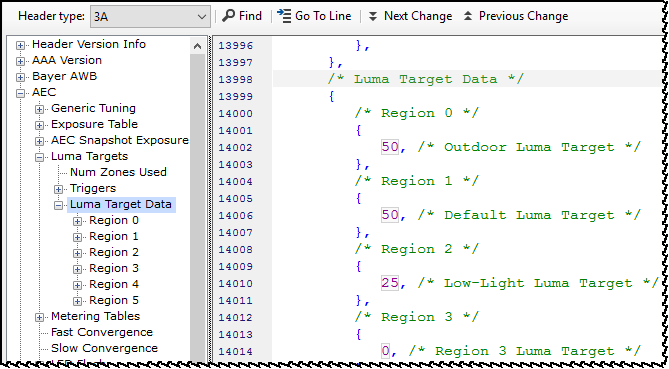 Header type: 3A Find Go To Line Next Change Previous Change
Header Version Info
AAA Version
Bayer AWB
AEC
Generic Tuning
Exposure Table
AEC Snapshot Exposure
Luma Targets
Num Zones Used
Triggers
Luma Target Data
Region 0
Region 1
Region 2
Region 3
Region 4
Region 5
Metering Tables
Fast Convergence
Slow Convergence
13996 },
13997 },
13998 /* Luma Target Data */
13999 {
14000 /* Region 0 */
14001 {
14002 50, /* Outdoor Luma Target */
14003 },
14004 /* Region 1 */
14005 {
14006 50, /* Default Luma Target */
14007 },
14008 /* Region 2 */
14009 {
14010 25, /* Low-Light Luma Target */
14011 },
14012 /* Region 3 */
14013 {
14014 0, /* Region 3 Luma Target */